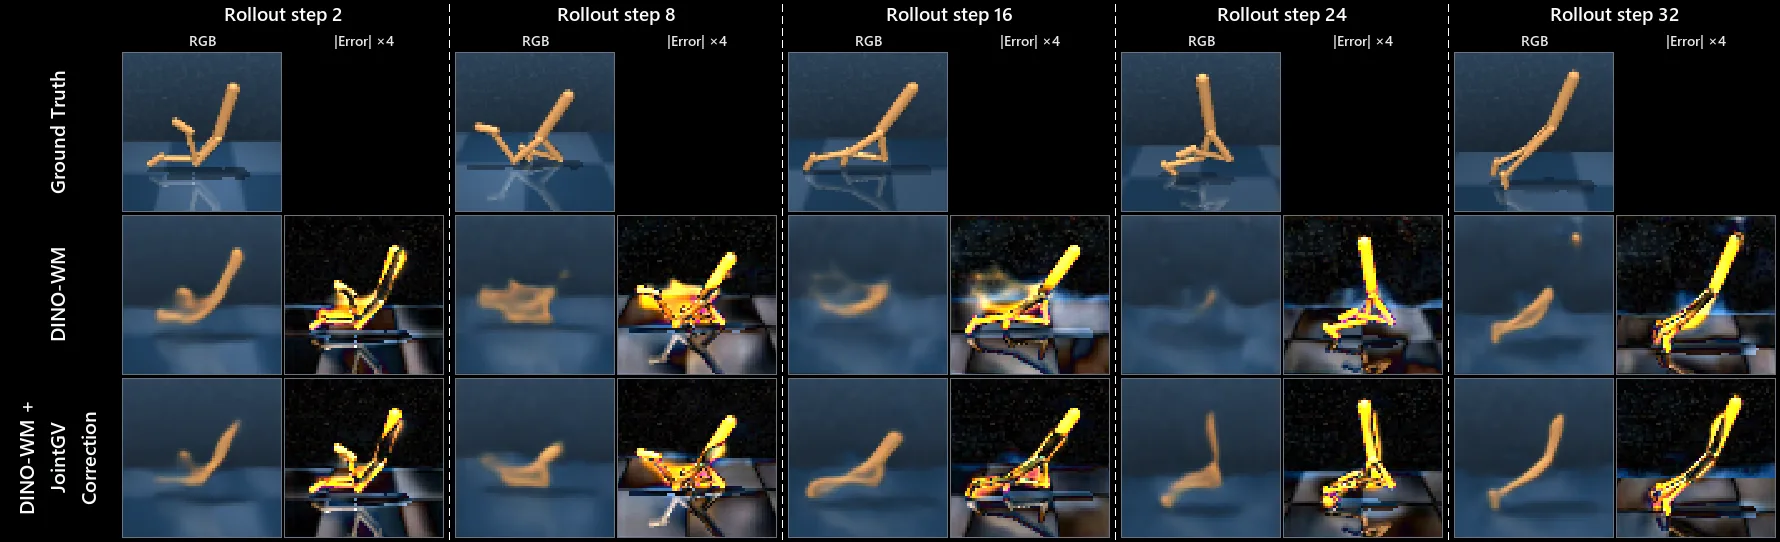 Rollout step 2
Rollout step 8
Rollout step 16
Rollout step 24
Rollout step 32
RGB
|Error| ×4
RGB
|Error| ×4
RGB
|Error| ×4
RGB
|Error| ×4
RGB
|Error| ×4
Ground Truth
DINO-WM
DINO-WM +
JointGV
Correction